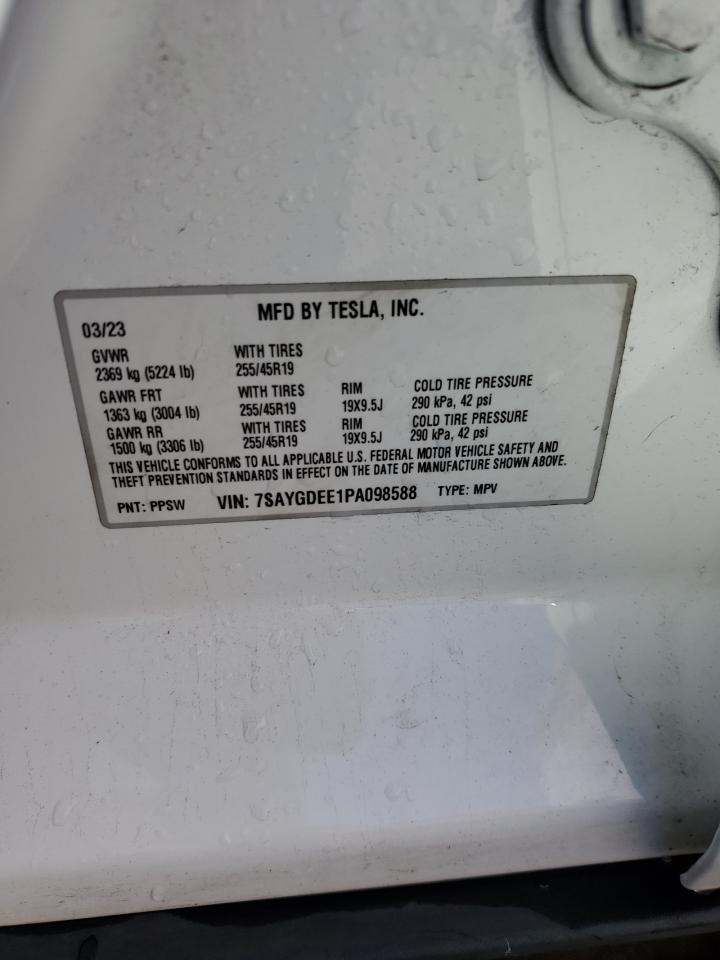 MFD BY TESLA, INC.
03/23
GVWR WITH TIRES
2369 kg (5224 lb) 255/45R19
GAWR FRT WITH TIRES RIM COLD TIRE PRESSURE
1363 kg (3004 lb) 255/45R19 19X9.5J 290 kPa, 42 psi
GAWR RR WITH TIRES RIM COLD TIRE PRESSURE
1500 kg (3306 lb) 255/45R19 19X9.5J 290 kPa, 42 psi
THIS VEHICLE CONFORMS TO ALL APPLICABLE U.S. FEDERAL MOTOR VEHICLE SAFETY AND
THEFT PREVENTION STANDARDS IN EFFECT ON THE DATE OF MANUFACTURE SHOWN ABOVE.
PNT: PPSW VIN: 7SAYGDEE1PA098588 TYPE: MPV